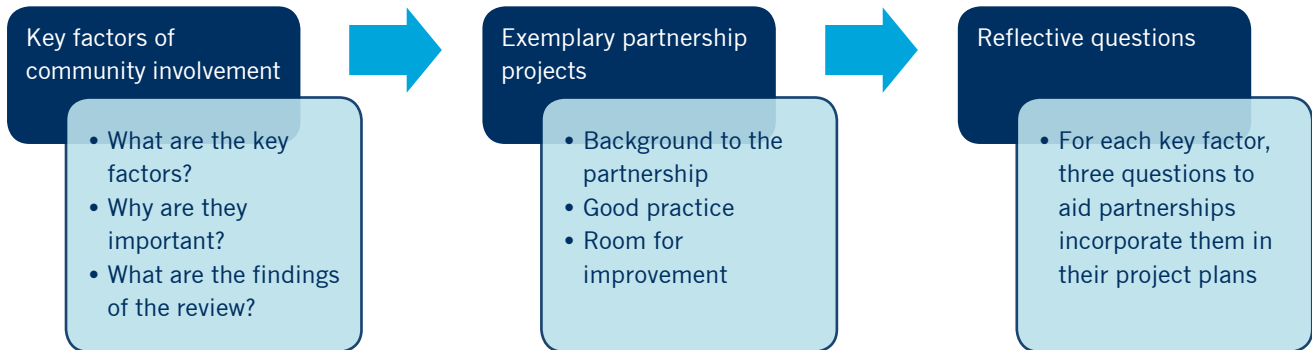 Key factors of
community involvement
• What are the key
factors?
• Why are they
important?
• What are the findings
of the review?
Exemplary partnership
projects
• Background to the
partnership
• Good practice
• Room for
improvement
Reflective questions
• For each key factor,
three questions to
aid partnerships
incorporate them in
their project plans